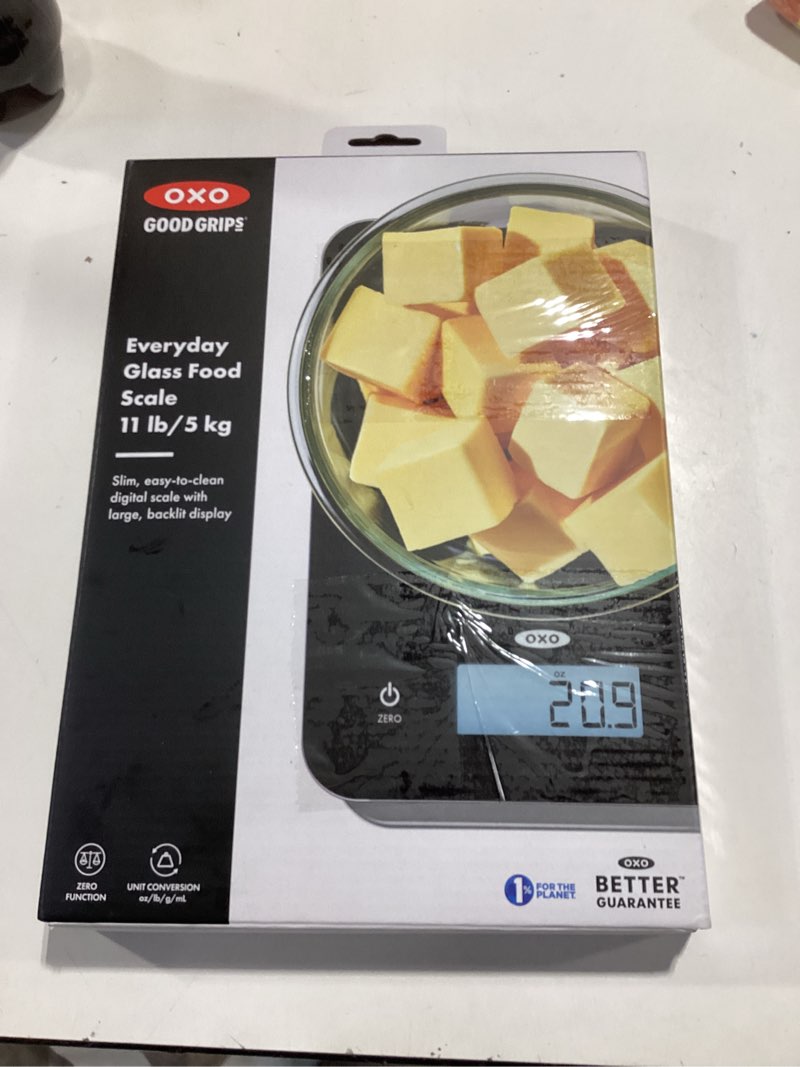 OXO
GOOD GRIPS
Everyday
Glass Food
Scale
11 lb/5 kg
Slim, easy-to-clean
digital scale with
large, backlit display
OXO
oz
20.9
ZERO
ZERO
FUNCTION
UNIT CONVERSION
oz/lb/g/mL
1%
FOR THE
PLANET
OXO
BETTER™
GUARANTEE